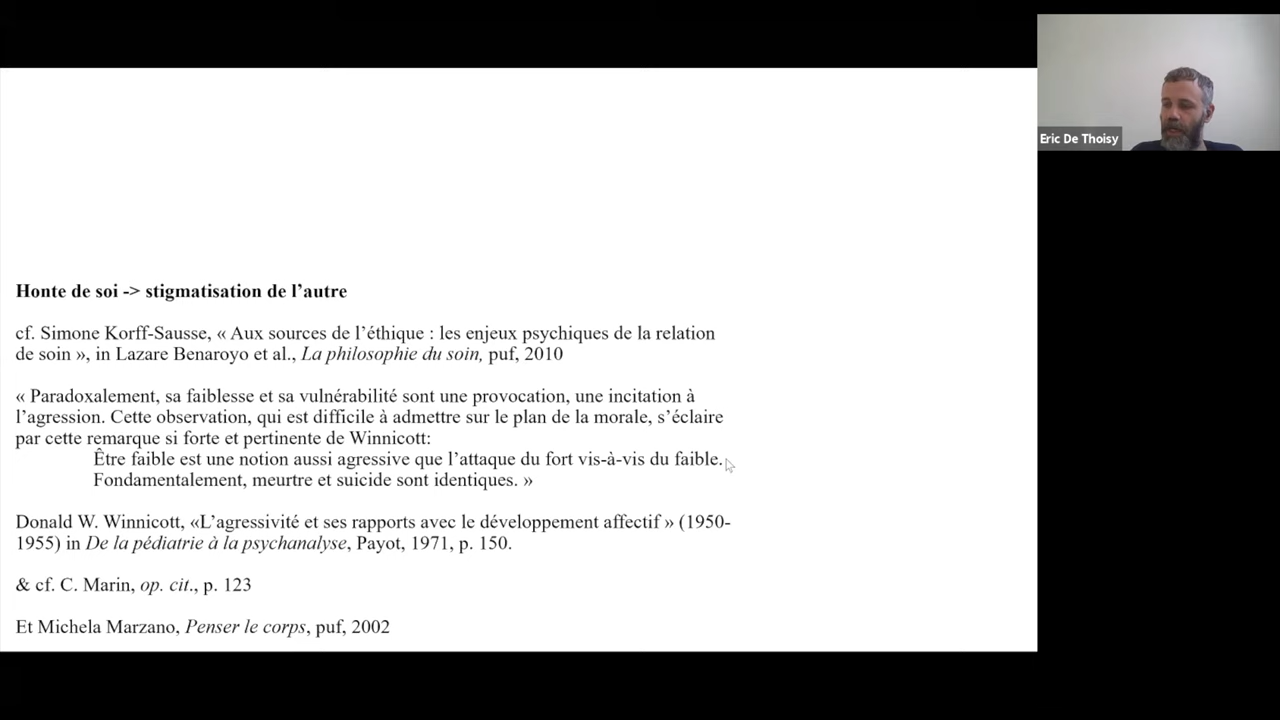 Eric De Thoisy
Honte de soi -> stigmatisation de l’autre
cf. Simone Korff-Sausse, « Aux sources de l’éthique : les enjeux psychiques de la relation
de soin », in Lazare Benaroyo et al., La philosophie du soin, puf, 2010
« Paradoxalement, sa faiblesse et sa vulnérabilité sont une provocation, une incitation à
l’agression. Cette observation, qui est difficile à admettre sur le plan de la morale, s’éclaire
par cette remarque si forte et pertinente de Winnicott:
Être faible est une notion aussi agressive que l’attaque du fort vis-à-vis du faible.
Fondamentalement, meurtre et suicide sont identiques. »
Donald W. Winnicott, «L’agressivité et ses rapports avec le développement affectif » (1950-
1955) in De la pédiatrie à la psychanalyse, Payot, 1971, p. 150.
& cf. C. Marin, op. cit., p. 123
Et Michela Marzano, Penser le corps, puf, 2002